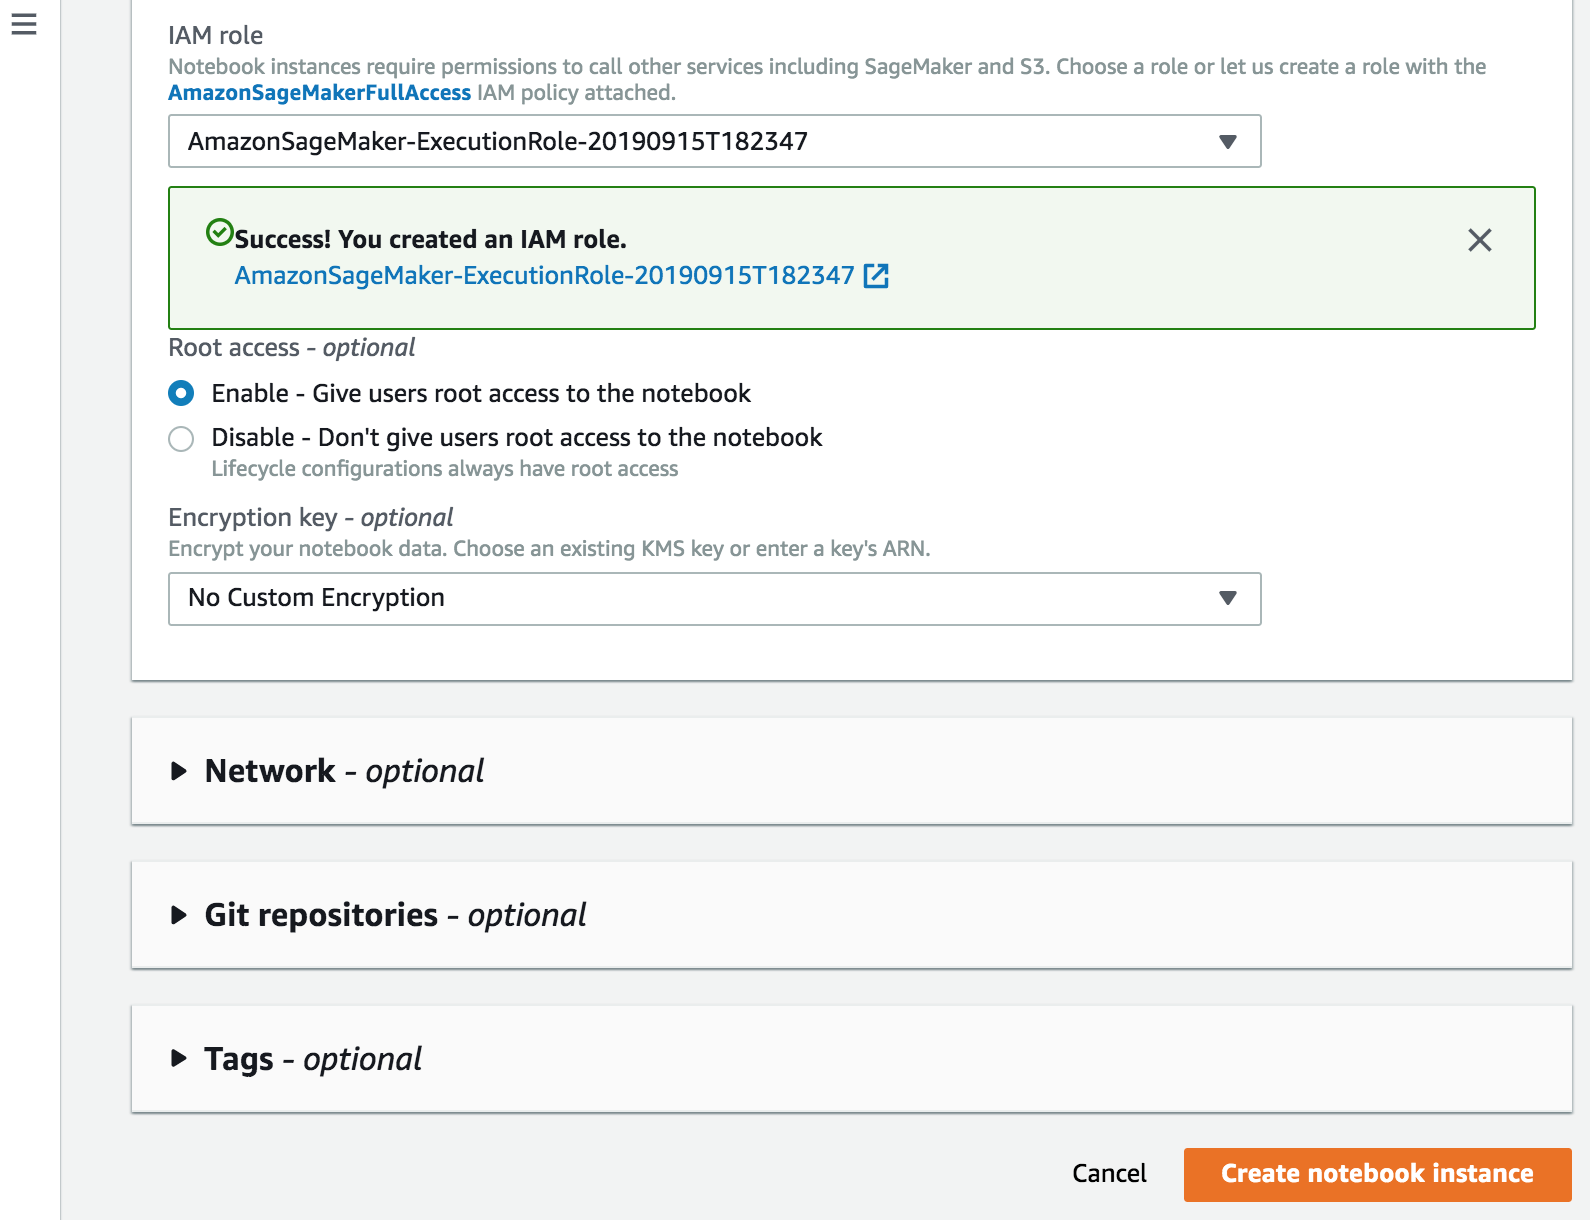 IAM role
Notebook instances require permissions to call other services including SageMaker and S3. Choose a role or let us create a role with the
AmazonSageMakerFullAccess IAM policy attached.
AmazonSageMaker-ExecutionRole-20190915T182347
Success! You created an IAM role.
AmazonSageMaker-ExecutionRole-20190915T182347
Root access - optional
Enable - Give users root access to the notebook
Disable - Don't give users root access to the notebook
Lifecycle configurations always have root access
Encryption key - optional
Encrypt your notebook data. Choose an existing KMS key or enter a key's ARN.
No Custom Encryption
Network - optional
Git repositories - optional
Tags - optional
Cancel Create notebook instance